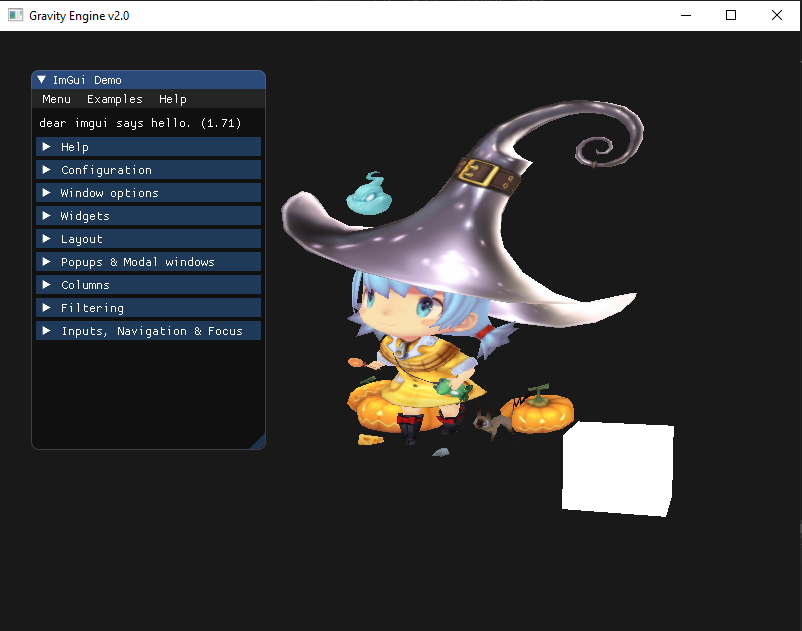 Gravity Engine v2.0
ImGui Demo
Menu Examples Help
dear imgui says hello. (1.71)
Help
Configuration
Window options
Widgets
Layout
Popups & Modal windows
Columns
Filtering
Inputs, Navigation & Focus